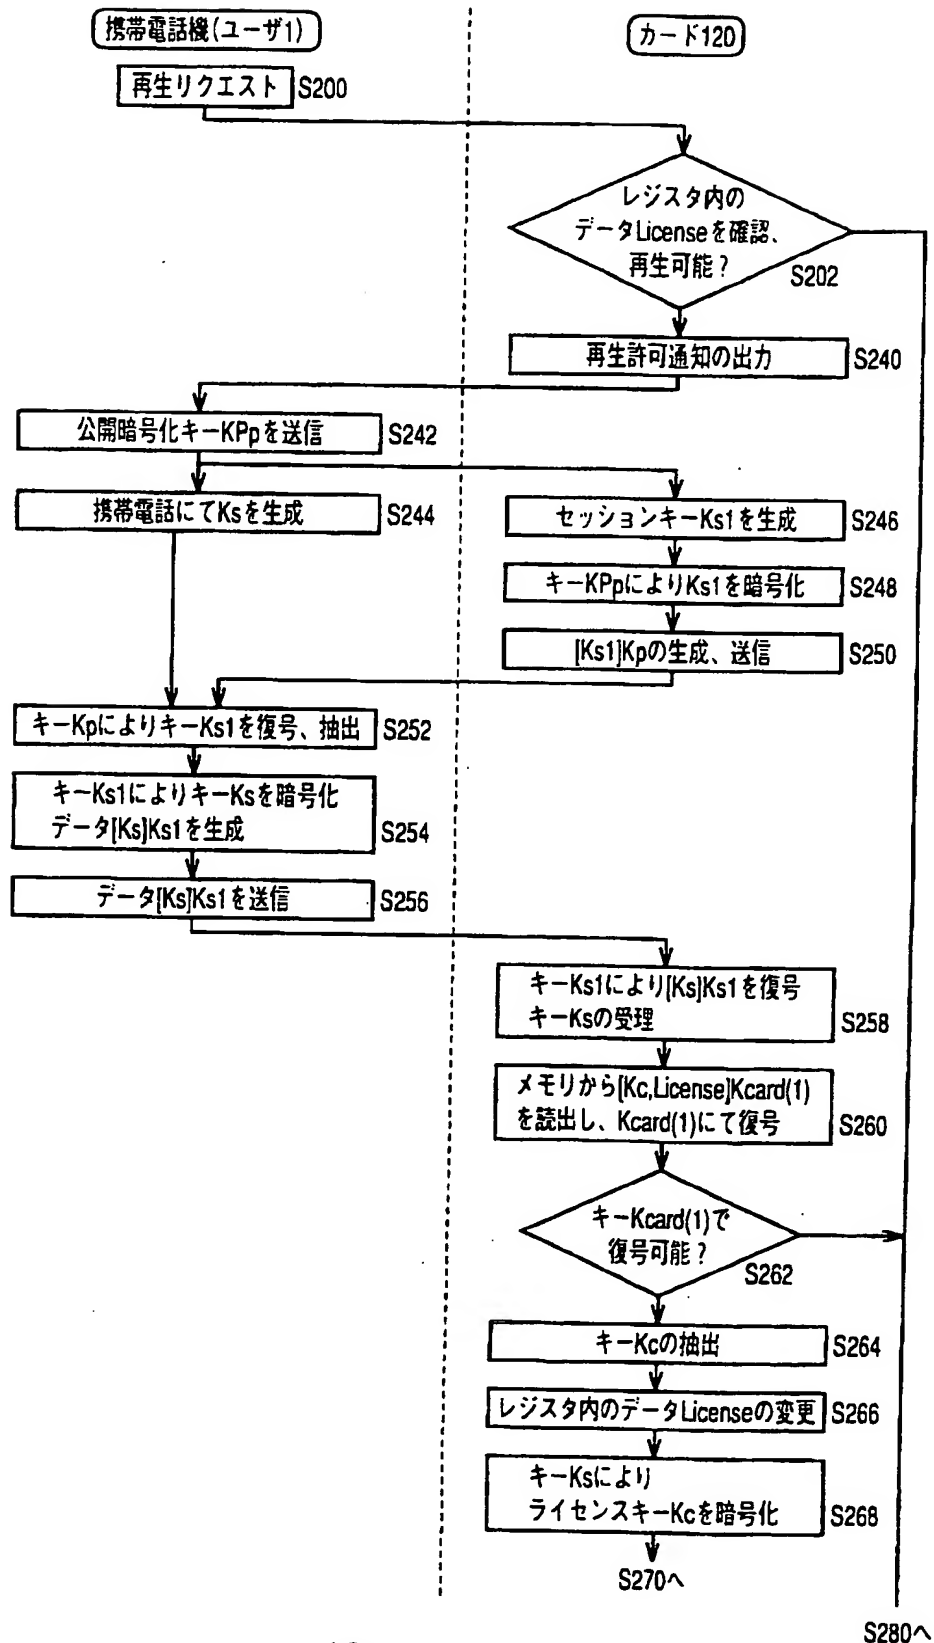 携帯電話機(ユーザ1)
カード120
再生リクエスト
S200
レジスタ内の
データLicenseを確認、
再生可能？
S202
再生許可通知の出力
S240
公開暗号化キーKPpを送信
S242
携帯電話にてKsを生成
S244
セッションキーKs1を生成
S246
キーKPpによりKs1を暗号化
S248
[Ks1]Kpの生成、送信
S250
キーKpによりキーKs1を復号、抽出
S252
キーKs1によりキーKsを暗号化
データ[Ks]Ks1を生成
S254
データ[Ks]Ks1を送信
S256
キーKs1により[Ks]Ks1を復号
キーKsの受理
S258
メモリから[Kc,License]Kcard(1)
を読出し、Kcard(1)にて復号
S260
キーKcard(1)で
復号可能？
S262
キーKcの抽出
S264
レジスタ内のデータLicenseの変更
S266
キーKsにより
ライセンスキーKcを暗号化
S268
S270へ
S280へ